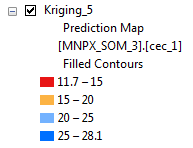 Kriging_5
Prediction Map
[MNPX_SOM_3].[cec_1]
Filled Contours
11.7 – 15
15 – 20
20 – 25
25 – 28.1